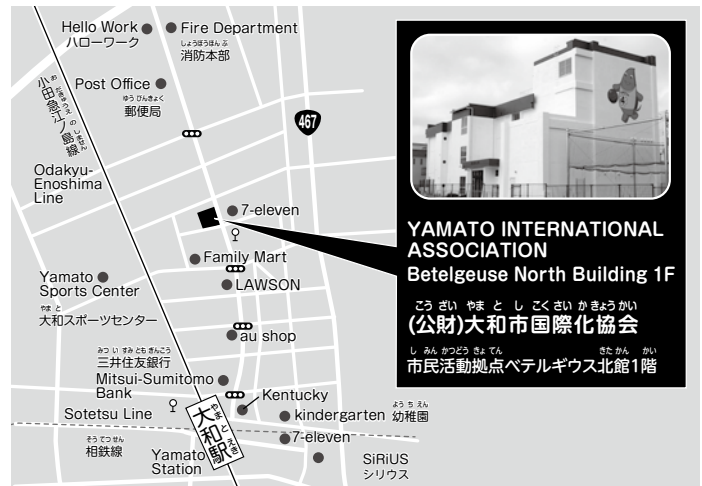 Hello Work
ハローワーク
Fire Department
しょうぼうほんぶ
消防本部
Post Office
ゆうびんきょく
郵便局
おだきゅうえのしません
小田急江ノ島線
467
Odakyu-
Enoshima
Line
7-eleven
Family Mart
LAWSON
Yamato
Sports Center
やまと
大和スポーツセンター
au shop
みついすみともぎんこう
三井住友銀行
Mitsui-Sumitomo
Bank
Kentucky
Sotetsu Line
そうてつせん
相鉄線
やまとえき
大和駅
Yamato
Station
kindergarten
ようちえん
幼稚園
7-eleven
SiRiUS
シリウス
YAMATO INTERNATIONAL
ASSOCIATION
Betelgeuse North Building 1F
こうざい やまとしこくさいかきょうかい
(公財)大和市国際化協会
しみんかつどうきょてん きたかん かい
市民活動拠点ベテルギウス北館1階